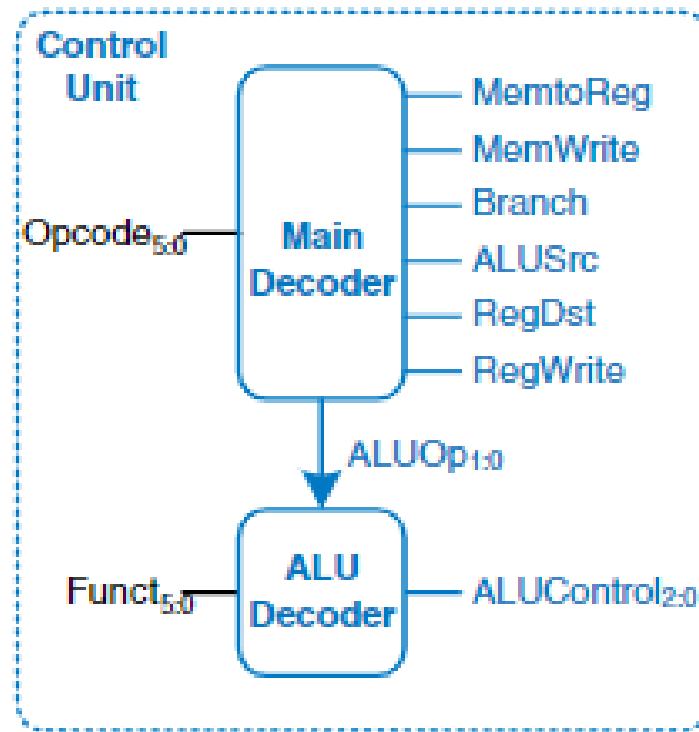 Control
Unit
MemtoReg
MemWrite
Branch
Opcode5:0
Main
Decoder
ALUSrc
RegDst
RegWrite
ALUOp1:0
ALU
Decoder
Funct5:0
ALUControl2:0